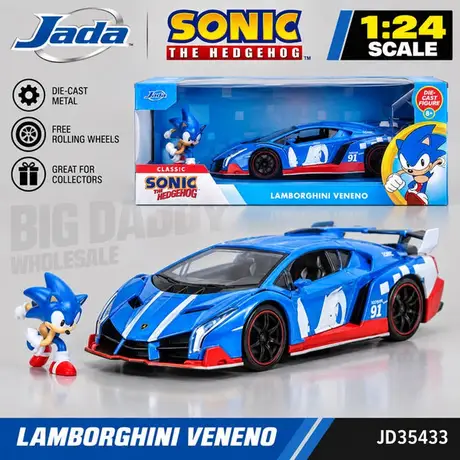 Jada
SONIC
THE HEDGEHOG™
1:24
SCALE
DIE-CAST
METAL
FREE
ROLLING WHEELS
GREAT FOR
COLLECTORS
Jada
DIE-
CAST
FIGURE
8+
91
CLASSIC
SONIC
THE HEDGEHOG
LAMBORGHINI VENENO
BIG DADDY
WHOLESALE
91
LAMBORGHINI VENENO
JD35433